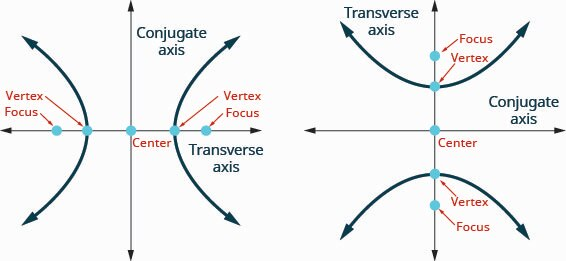 Conjugate
axis
Vertex
Focus
Vertex
Focus
Center
Transverse
axis
Transverse
axis
Focus
Vertex
Conjugate
axis
Center
Vertex
Focus